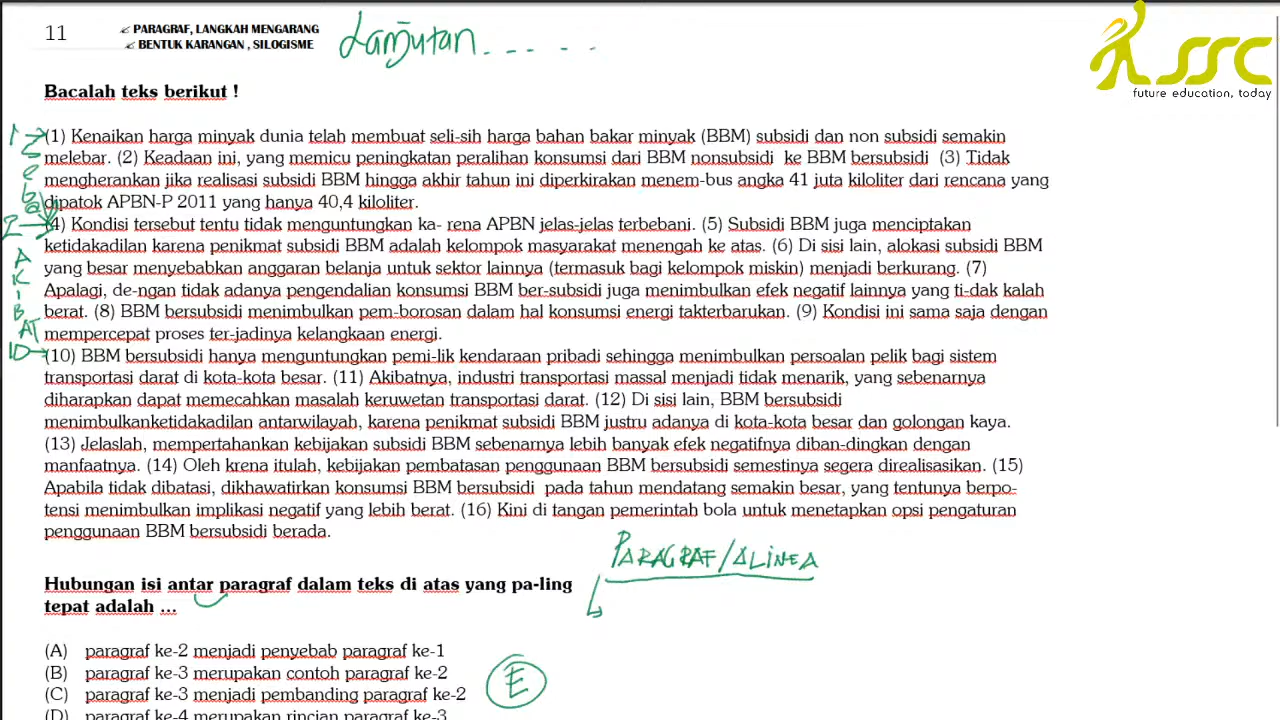 11
✍ PARAGRAF, LANGKAH MENGARANG
✍ BENTUK KARANGAN , SILOGISME
Lanjutan . . . . . .
SSC
future education, today
Bacalah teks berikut !
1 (1) Kenaikan harga minyak dunia telah membuat seli-sih harga bahan bakar minyak (BBM) subsidi dan non subsidi semakin
melebar. (2) Keadaan ini, yang memicu peningkatan peralihan konsumsi dari BBM nonsubsidi ke BBM bersubsidi (3) Tidak
mengherankan jika realisasi subsidi BBM hingga akhir tahun ini diperkirakan menem-bus angka 41 juta kiloliter dari rencana yang
dipatok APBN-P 2011 yang hanya 40,4 kiloliter.
(4) Kondisi tersebut tentu tidak menguntungkan ka- rena APBN jelas-jelas terbebani. (5) Subsidi BBM juga menciptakan
ketidakadilan karena penikmat subsidi BBM adalah kelompok masyarakat menengah ke atas. (6) Di sisi lain, alokasi subsidi BBM
yang besar menyebabkan anggaran belanja untuk sektor lainnya (termasuk bagi kelompok miskin) menjadi berkurang. (7)
Apalagi, de-ngan tidak adanya pengendalian konsumsi BBM ber-subsidi juga menimbulkan efek negatif lainnya yang ti-dak kalah
berat. (8) BBM bersubsidi menimbulkan pem-borosan dalam hal konsumsi energi takterbarukan. (9) Kondisi ini sama saja dengan
mempercepat proses ter-jadinya kelangkaan energi.
10 (10) BBM bersubsidi hanya menguntungkan pemi-lik kendaraan pribadi sehingga menimbulkan persoalan pelik bagi sistem
transportasi darat di kota-kota besar. (11) Akibatnya, industri transportasi massal menjadi tidak menarik, yang sebenarnya
diharapkan dapat memecahkan masalah keruwetan transportasi darat. (12) Di sisi lain, BBM bersubsidi
menimbulkanketidakadilan antarwilayah, karena penikmat subsidi BBM justru adanya di kota-kota besar dan golongan kaya.
(13) Jelaslah, mempertahankan kebijakan subsidi BBM sebenarnya lebih banyak efek negatifnya diban-dingkan dengan
manfaatnya. (14) Oleh krena itulah, kebijakan pembatasan penggunaan BBM bersubsidi semestinya segera direalisasikan. (15)
Apabila tidak dibatasi, dikhawatirkan konsumsi BBM bersubsidi pada tahun mendatang semakin besar, yang tentunya berpo-
tensi menimbulkan implikasi negatif yang lebih berat. (16) Kini di tangan pemerintah bola untuk menetapkan opsi pengaturan
penggunaan BBM bersubsidi berada.
AKIBAT
PARAGRAF/ALINEA
Hubungan isi antar paragraf dalam teks di atas yang pa-ling
tepat adalah ...
(A) paragraf ke-2 menjadi penyebab paragraf ke-1
(B) paragraf ke-3 merupakan contoh paragraf ke-2
(C) paragraf ke-3 menjadi pembanding paragraf ke-2
(D) paragraf ke-4 merupakan rincian paragraf ke-3
E